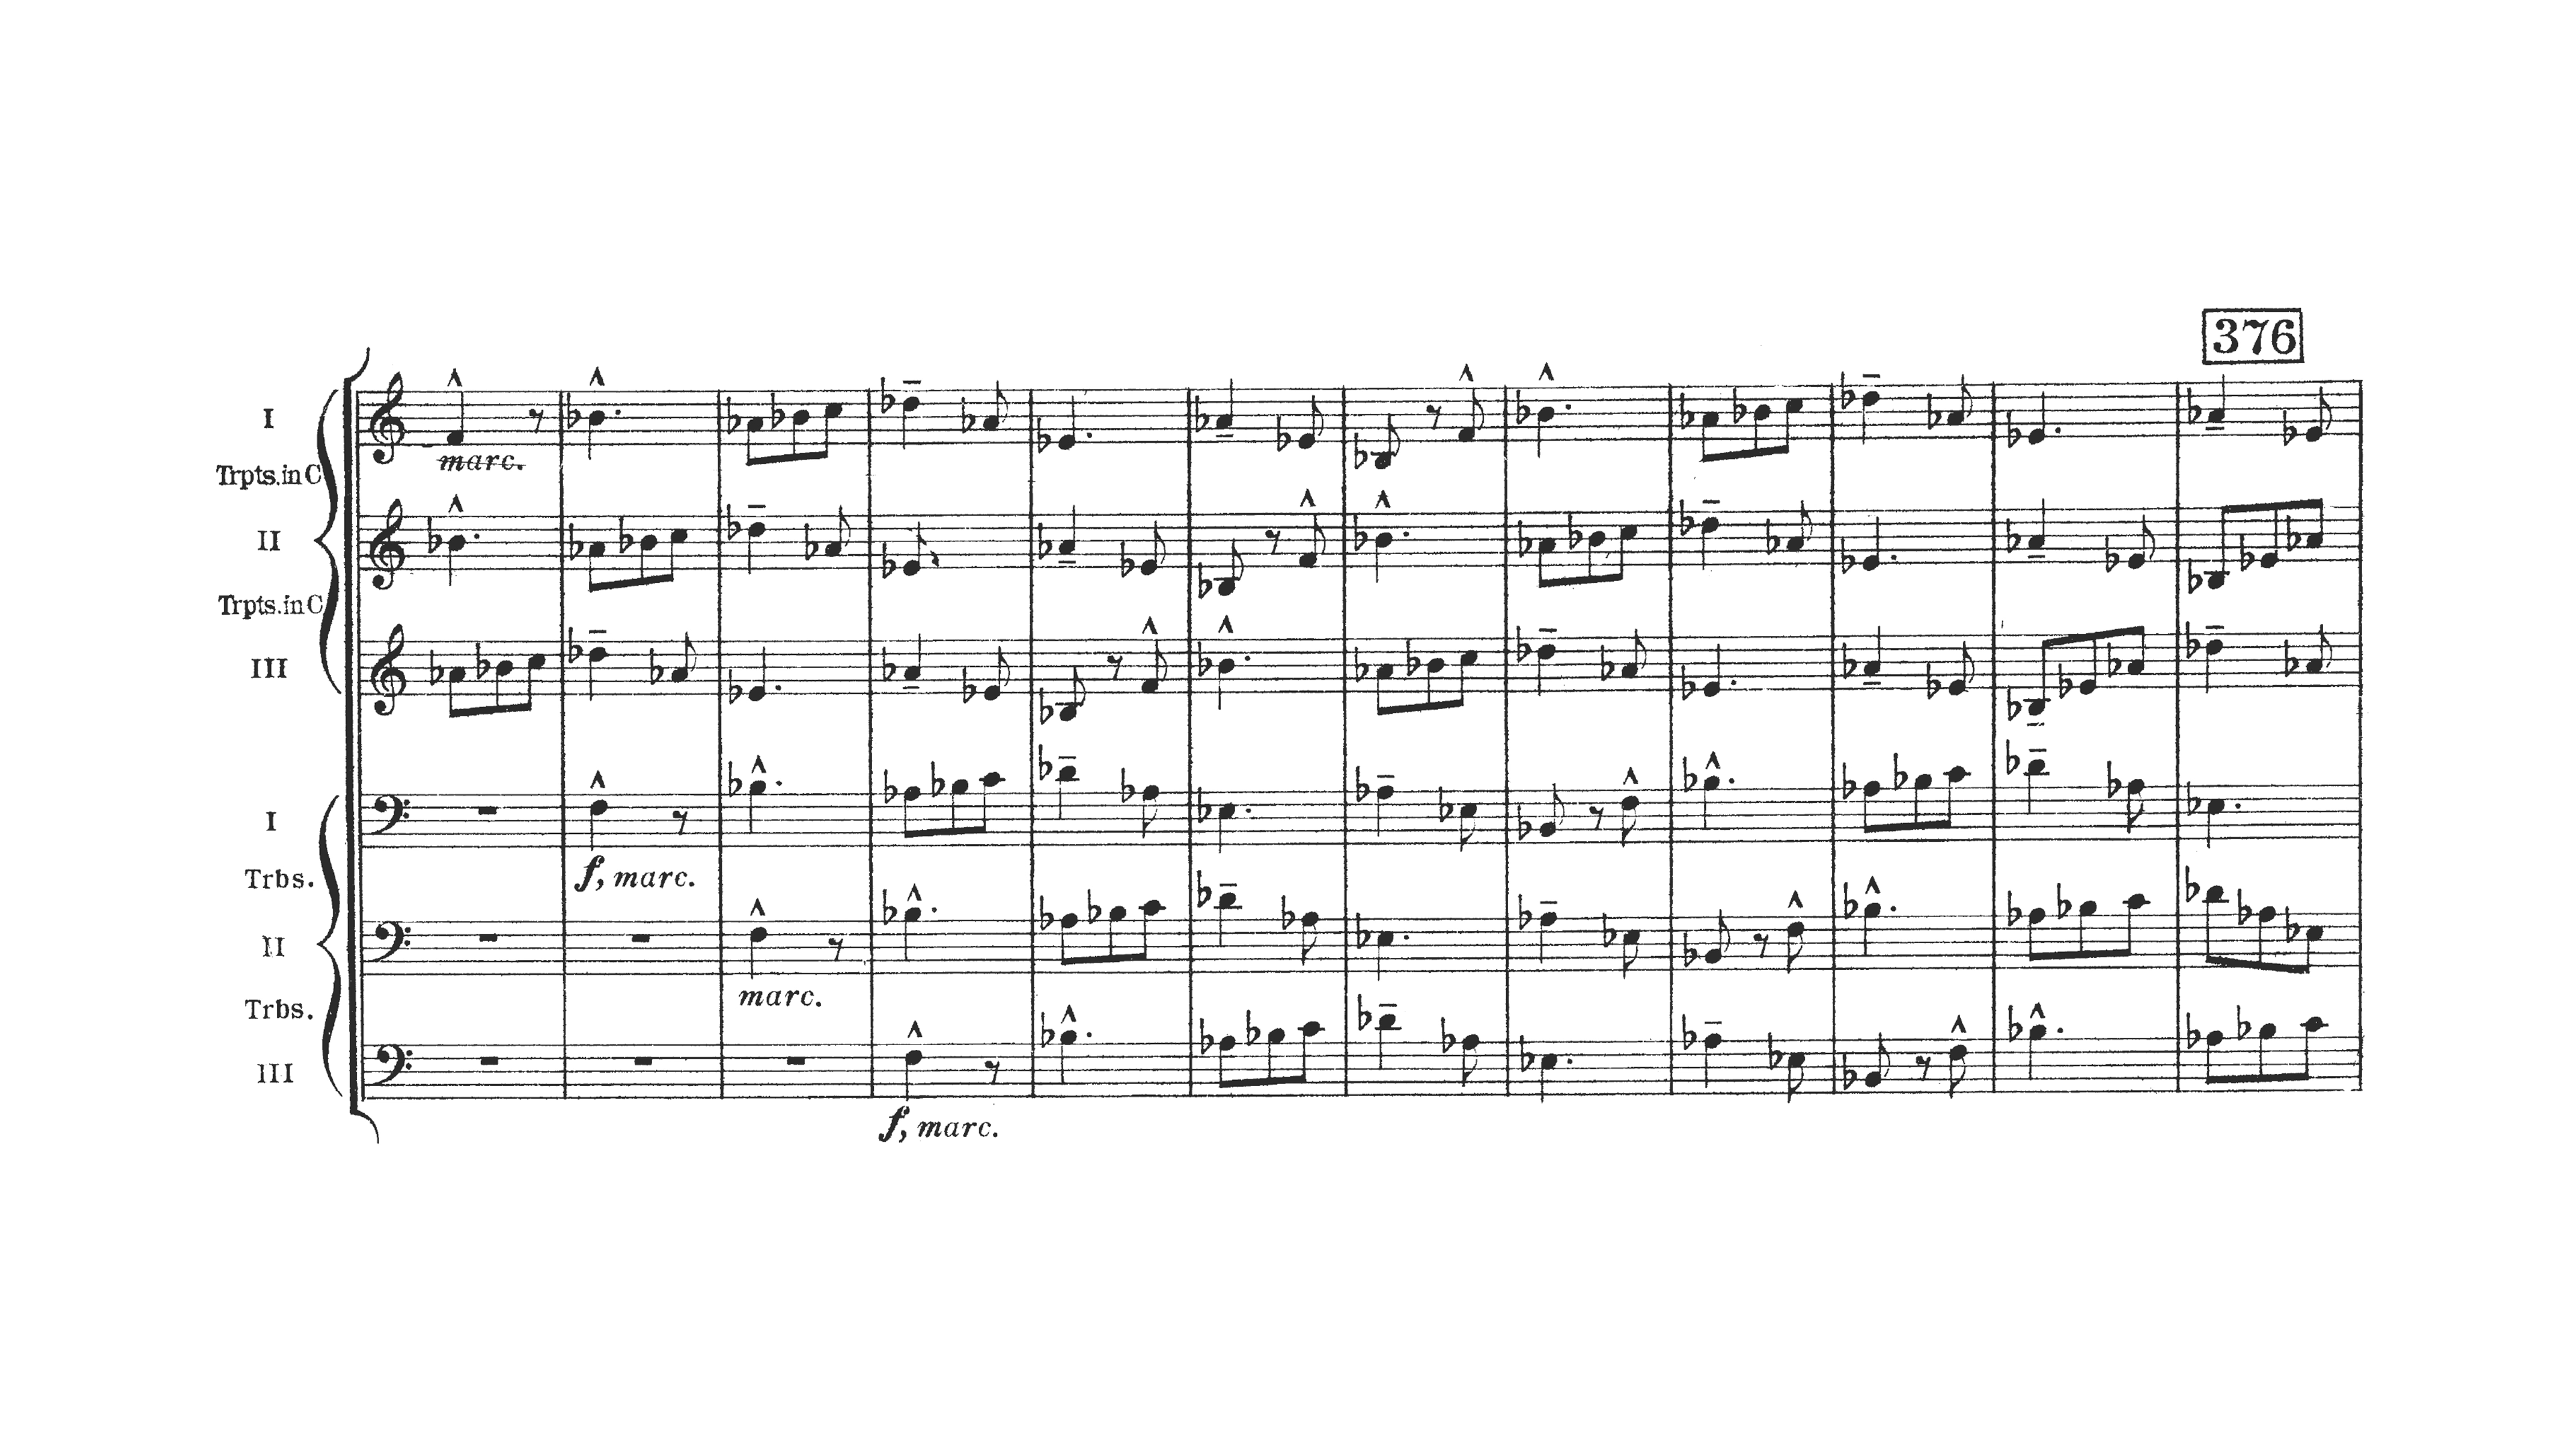 376
I
marc.
Trpts.in C
II
Trpts.in C
III
I
f, marc.
Trbs.
II
marc.
Trbs.
III
f, marc.